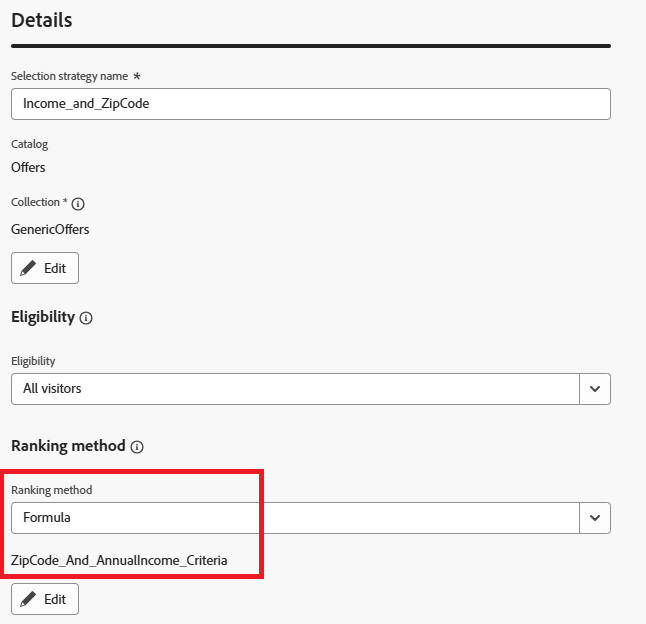 Details
Selection strategy name *
Income_and_ZipCode
Catalog
Offers
Collection *
GenericOffers
Edit
Eligibility
Eligibility
All visitors
Ranking method
Ranking method
Formula
ZipCode_And_AnnualIncome_Criteria
Edit